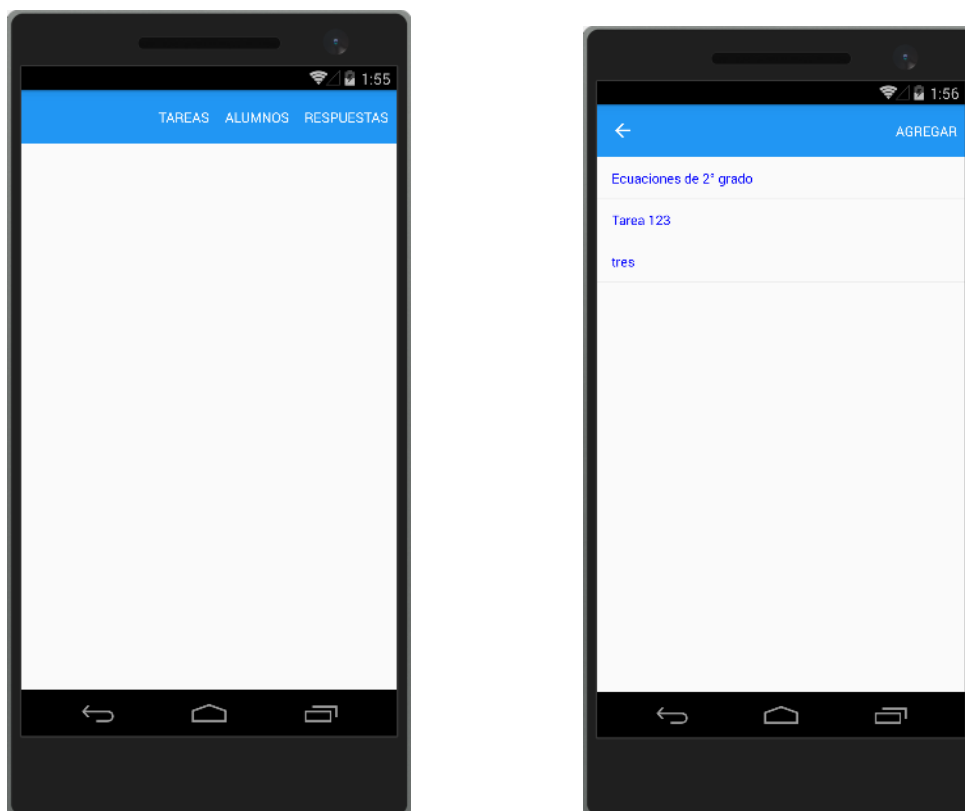 1:55
TAREAS ALUMNOS RESPUESTAS
1:56
AGREGAR
Ecuaciones de 2° grado
Tarea 123
tres